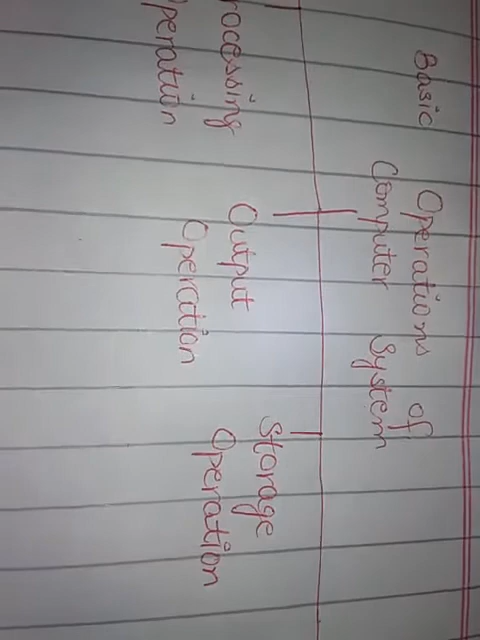 Basic Operations of
Computer System
rocessing
peration
Output
Operation
Storage
Operation